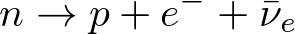 n → p + e⁻ + ν̄ₑ